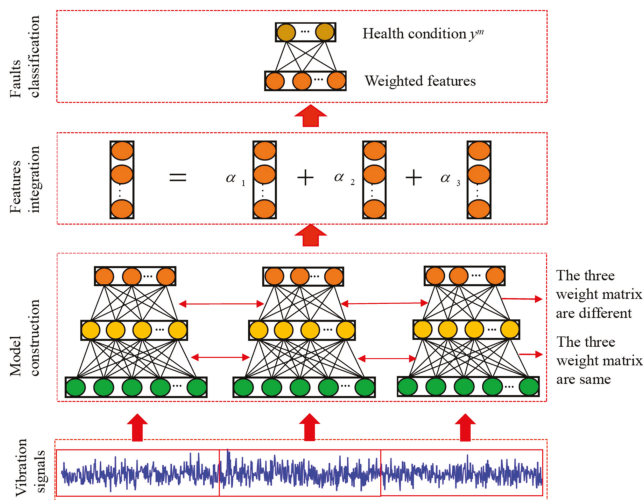 Faults
classification
Health condition y^m
Weighted features
Features
integration
= α 1 + α 2 + α 3
Model
construction
The three
weight matrix
are different
The three
weight matrix
are same
Vibration
signals